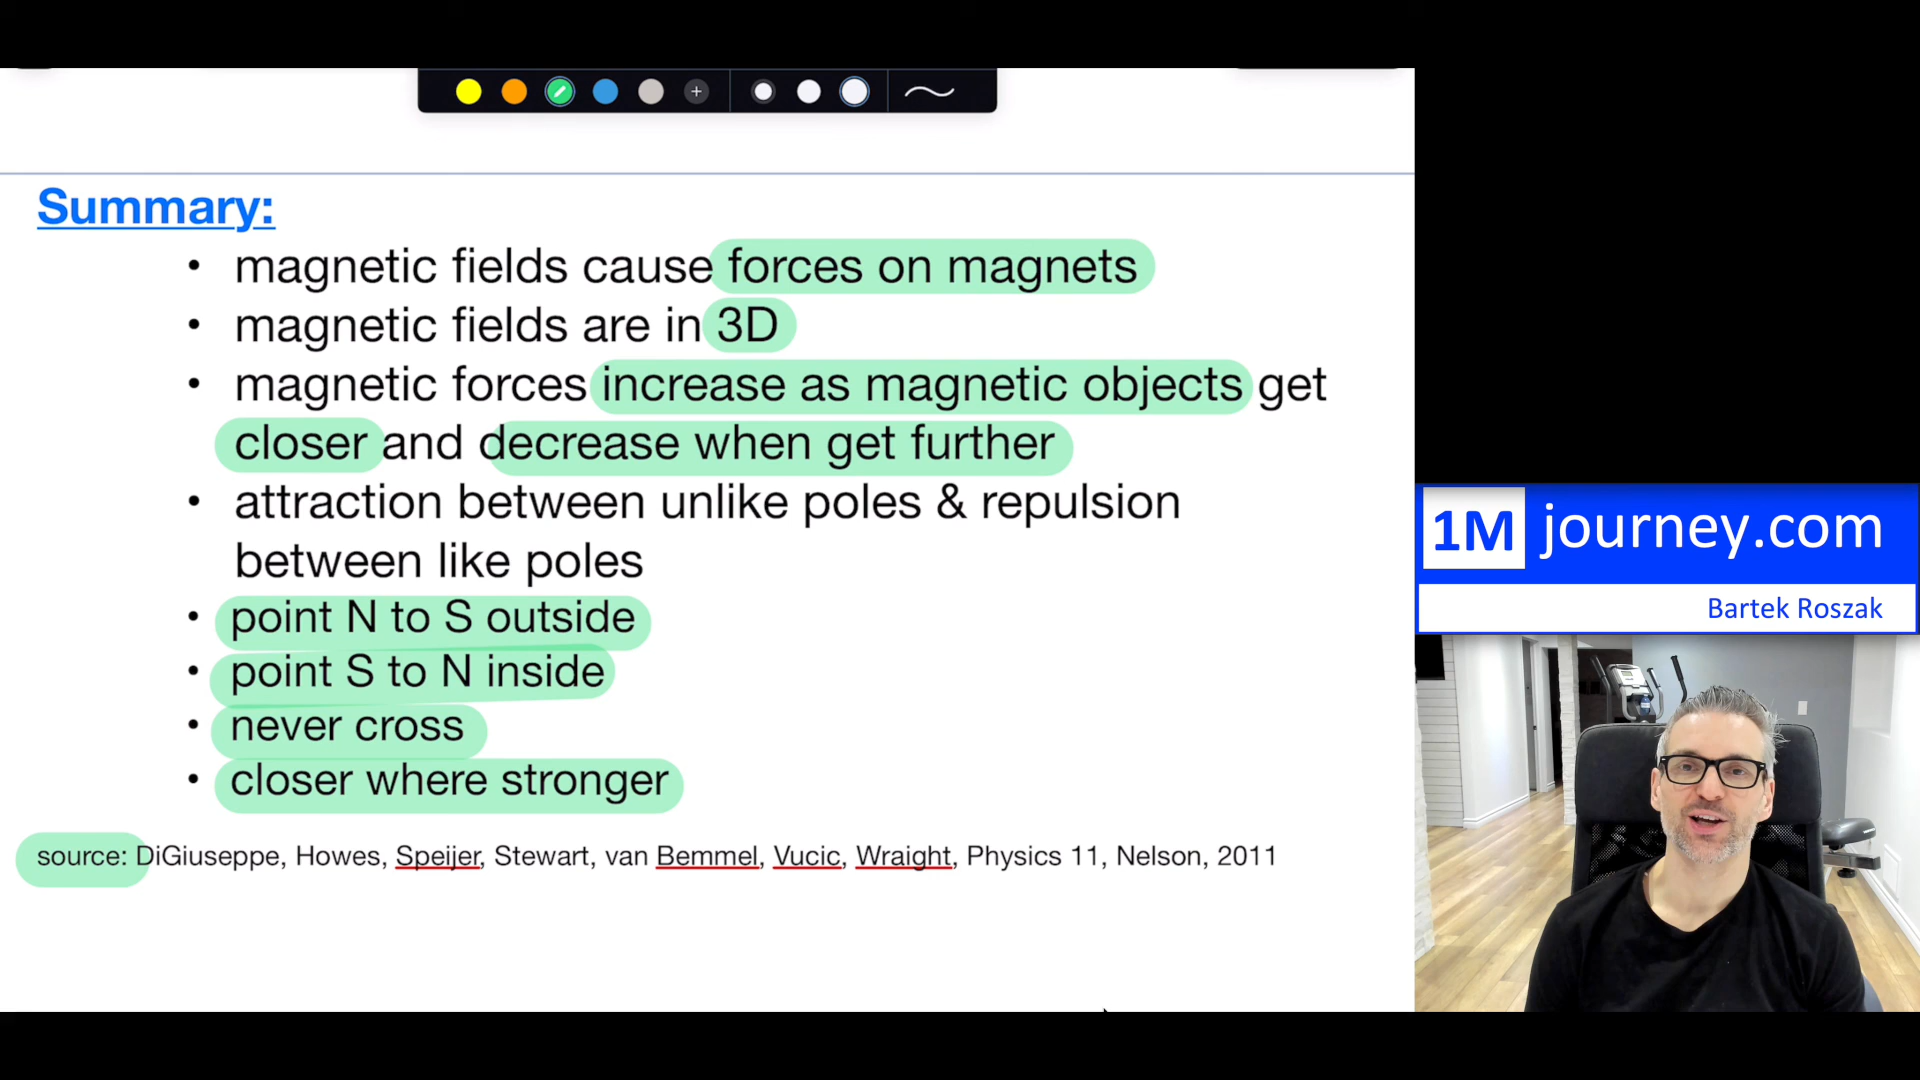 Summary:
• magnetic fields cause forces on magnets
• magnetic fields are in 3D
• magnetic forces increase as magnetic objects get
closer and decrease when get further
• attraction between unlike poles & repulsion
between like poles
• point N to S outside
• point S to N inside
• never cross
• closer where stronger
source: DiGiuseppe, Howes, Speijer, Stewart, van Bemmel, Vucic, Wraight, Physics 11, Nelson, 2011
1M journey.com
Bartek Roszak